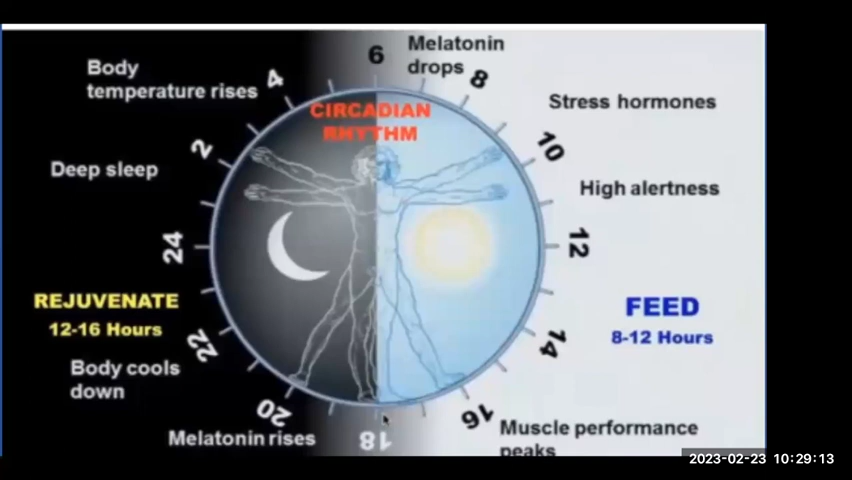 6
Melatonin
drops
8
Body
temperature rises
4
CIRCADIAN
RHYTHM
Stress hormones
2
10
Deep sleep
High alertness
24
12
REJUVENATE
12-16 Hours
FEED
8-12 Hours
22
14
Body cools
down
20
16
Melatonin rises
18
Muscle performance
peaks
2023-02-23 10:29:13